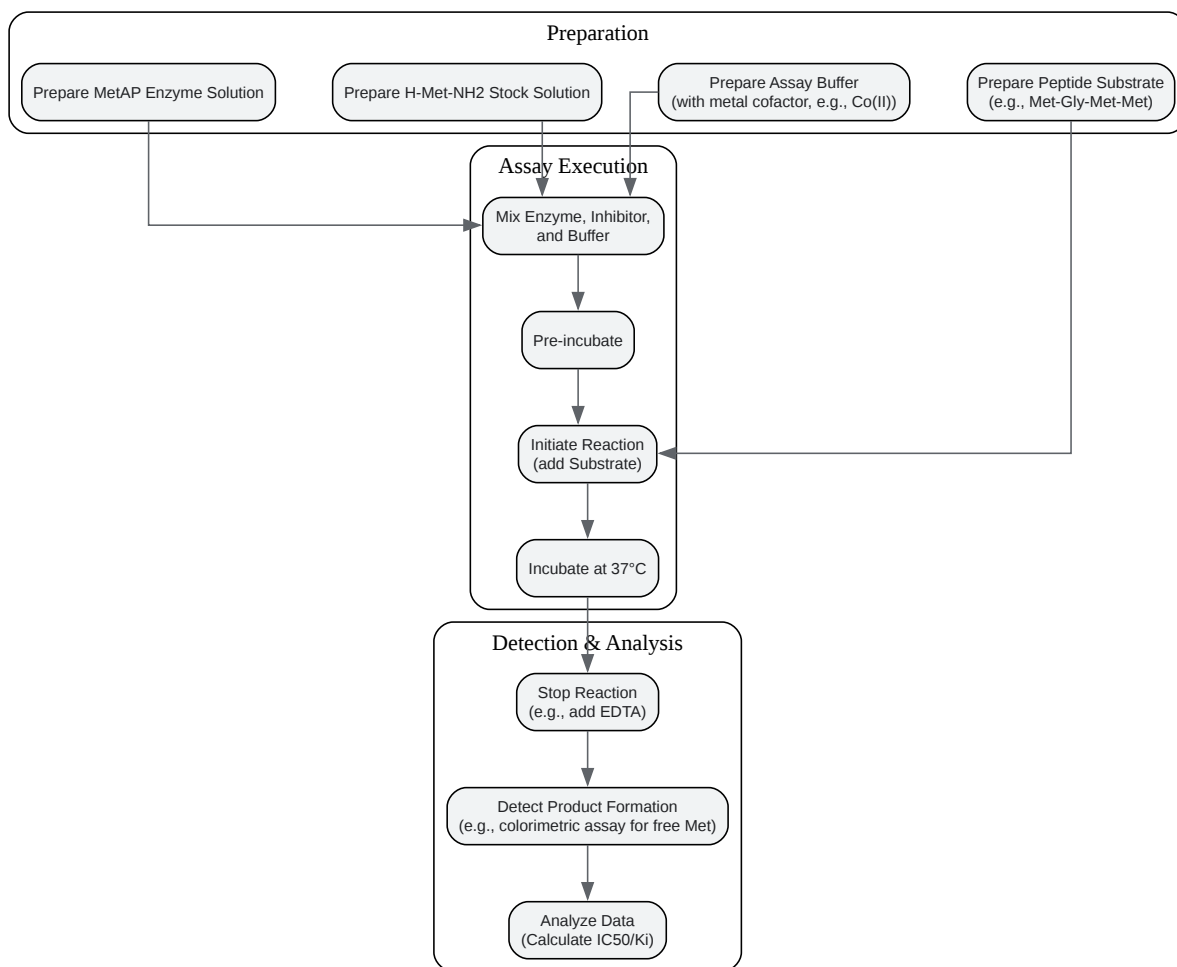 Preparation
Prepare MetAP Enzyme Solution
Prepare H-Met-NH2 Stock Solution
Prepare Assay Buffer
(with metal cofactor, e.g., Co(II))
Prepare Peptide Substrate
(e.g., Met-Gly-Met-Met)
Assay Execution
Mix Enzyme, Inhibitor,
and Buffer
Pre-incubate
Initiate Reaction
(add Substrate)
Incubate at 37°C
Detection & Analysis
Stop Reaction
(e.g., add EDTA)
Detect Product Formation
(e.g., colorimetric assay for free Met)
Analyze Data
(Calculate IC50/Ki)